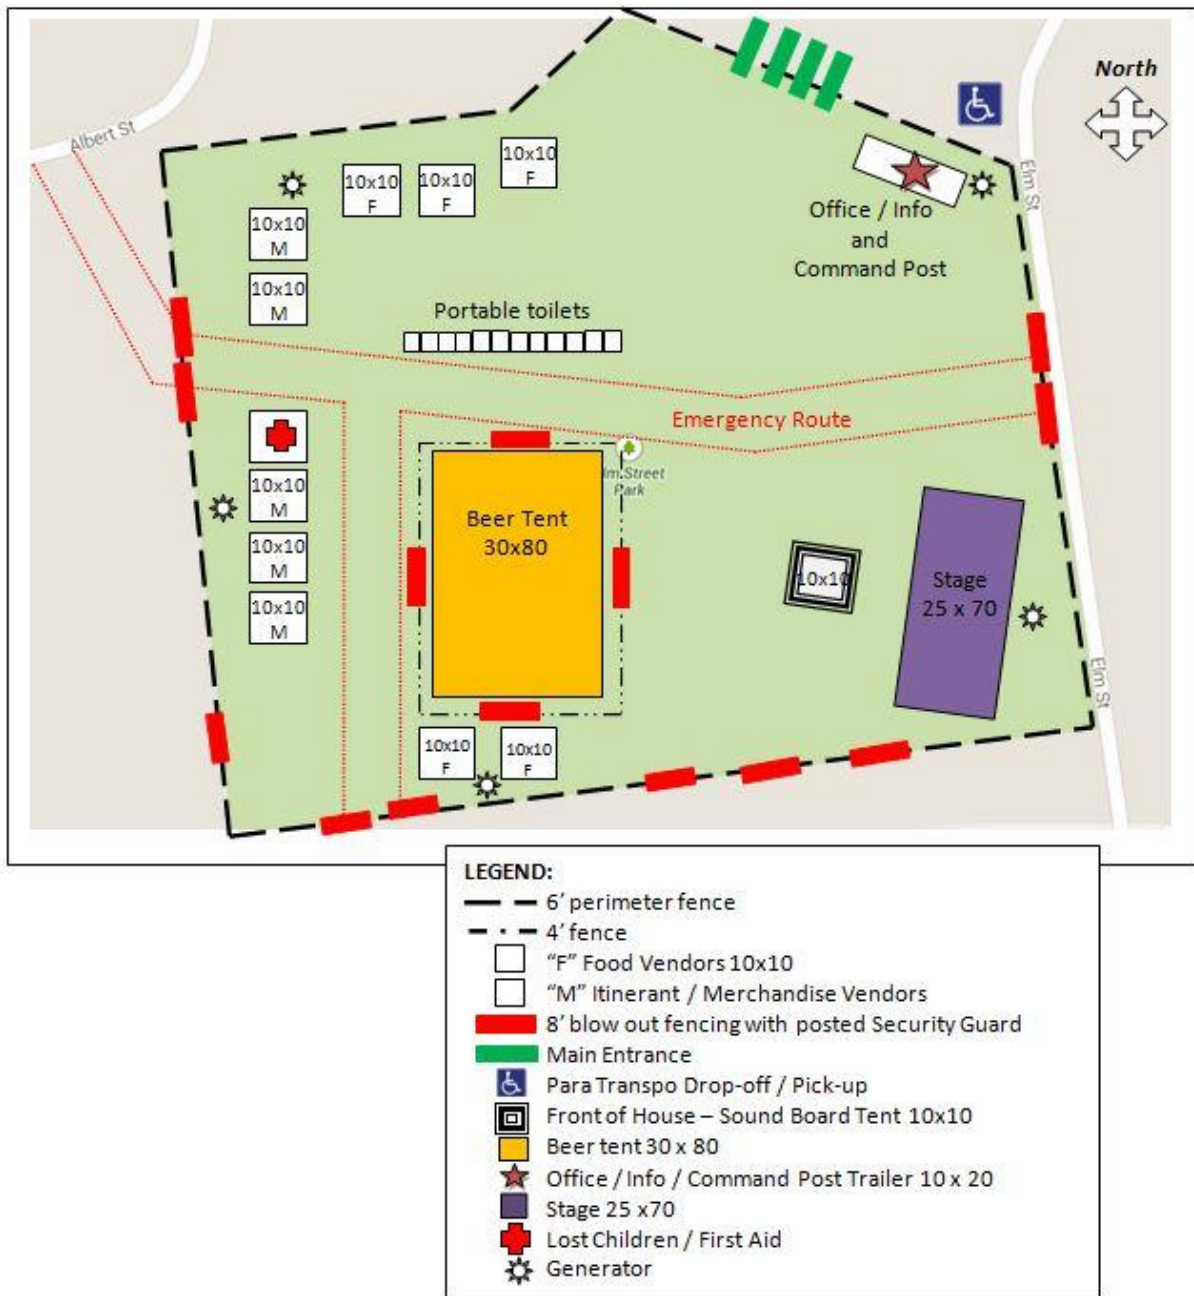 North
Albert St
10x10
F
10x10
F
10x10
F
10x10
M
10x10
M
Elm St
Office / Info
and
Command Post
Portable toilets
Emergency Route
lm Street
Park
10x10
M
10x10
M
10x10
M
Beer Tent
30x80
10x10
Stage
25 x 70
Elm St
10x10
F
10x10
F
LEGEND:
6' perimeter fence
4' fence
"F" Food Vendors 10x10
"M" Itinerant / Merchandise Vendors
8' blow out fencing with posted Security Guard
Main Entrance
Para Transpo Drop-off / Pick-up
Front of House – Sound Board Tent 10x10
Beer tent 30 x 80
Office / Info / Command Post Trailer 10 x 20
Stage 25 x70
Lost Children / First Aid
Generator